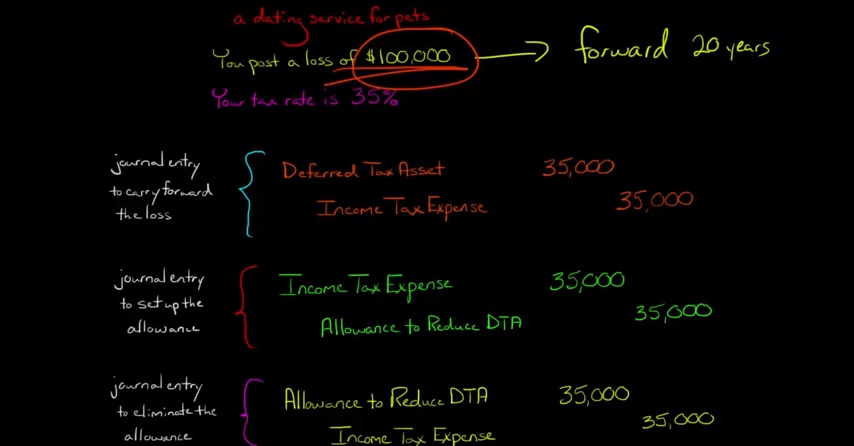 a dating service for pets
You post a loss of $100,000 forward 20 years
Your tax rate is 35%
journal entry
to carry forward
the loss
Deferred Tax Asset 35,000
Income Tax Expense 35,000
journal entry
to set up the
allowance
Income Tax Expense 35,000
Allowance to Reduce DTA 35,000
journal entry
to eliminate the
allowance
Allowance to Reduce DTA 35,000
Income Tax Expense 35,000